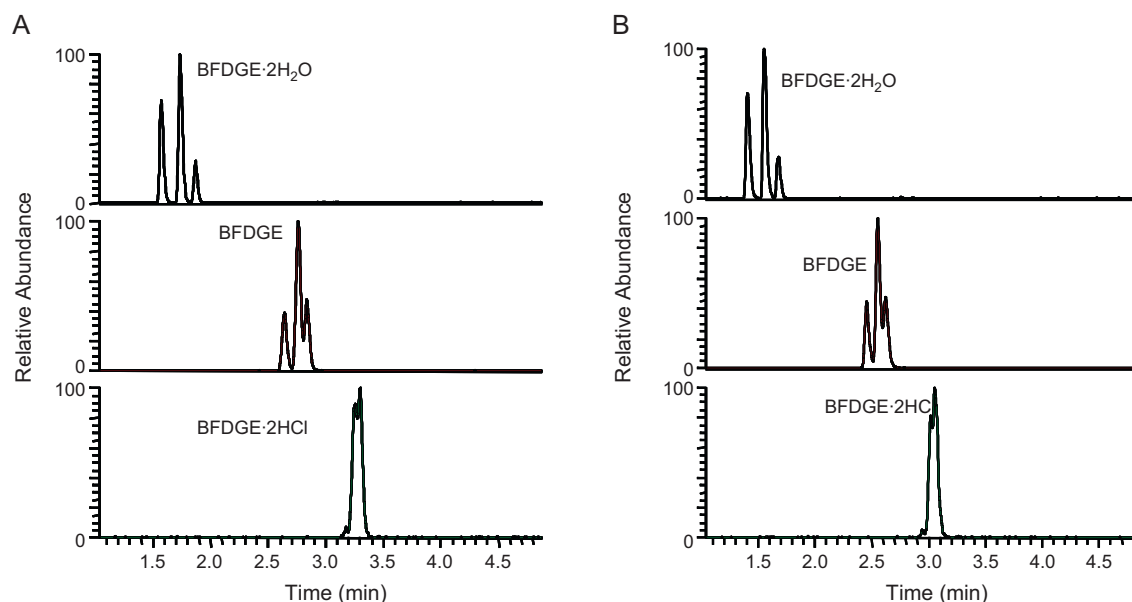 A
100
BFDGE·2H₂O
0
100
BFDGE
0
100
BFDGE·2HCl
0
Relative Abundance
1.5 2.0 2.5 3.0 3.5 4.0 4.5
Time (min)
B
100
BFDGE·2H₂O
0
100
BFDGE
0
100
BFDGE·2HC
0
Relative Abundance
1.5 2.0 2.5 3.0 3.5 4.0 4.5
Time (min)